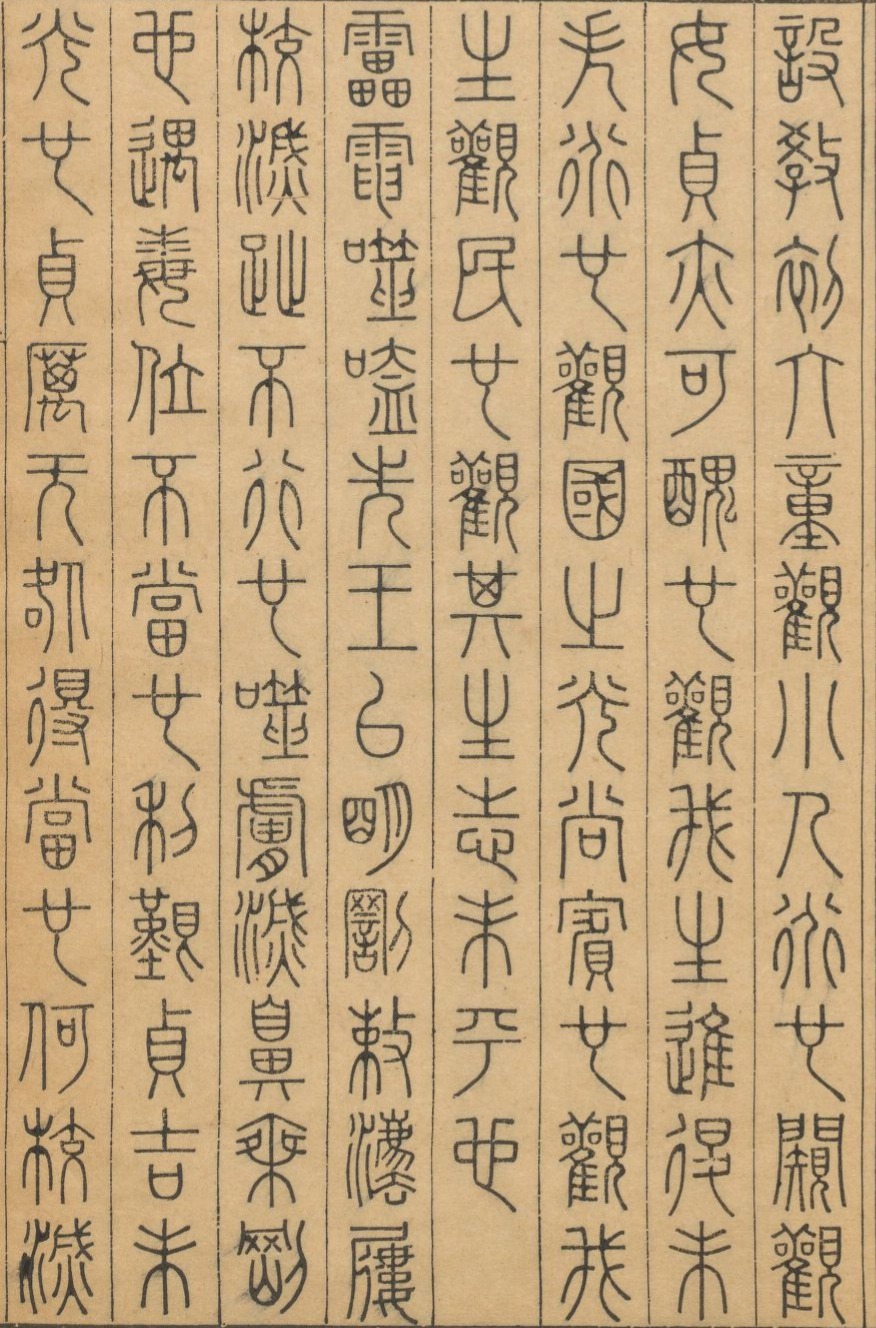 設教初六童觀小人道也闚觀
女貞亦可醜也觀我生進退未
失道也觀國之光尚賓也觀我
生觀民也觀其生志未平也
靁電噬嗑先王以明罰敕灋屨
校滅趾不行也噬膚滅鼻乘剛
也遇毒位不當也利艱貞吉未
光也貞厲无咎得當也何校滅